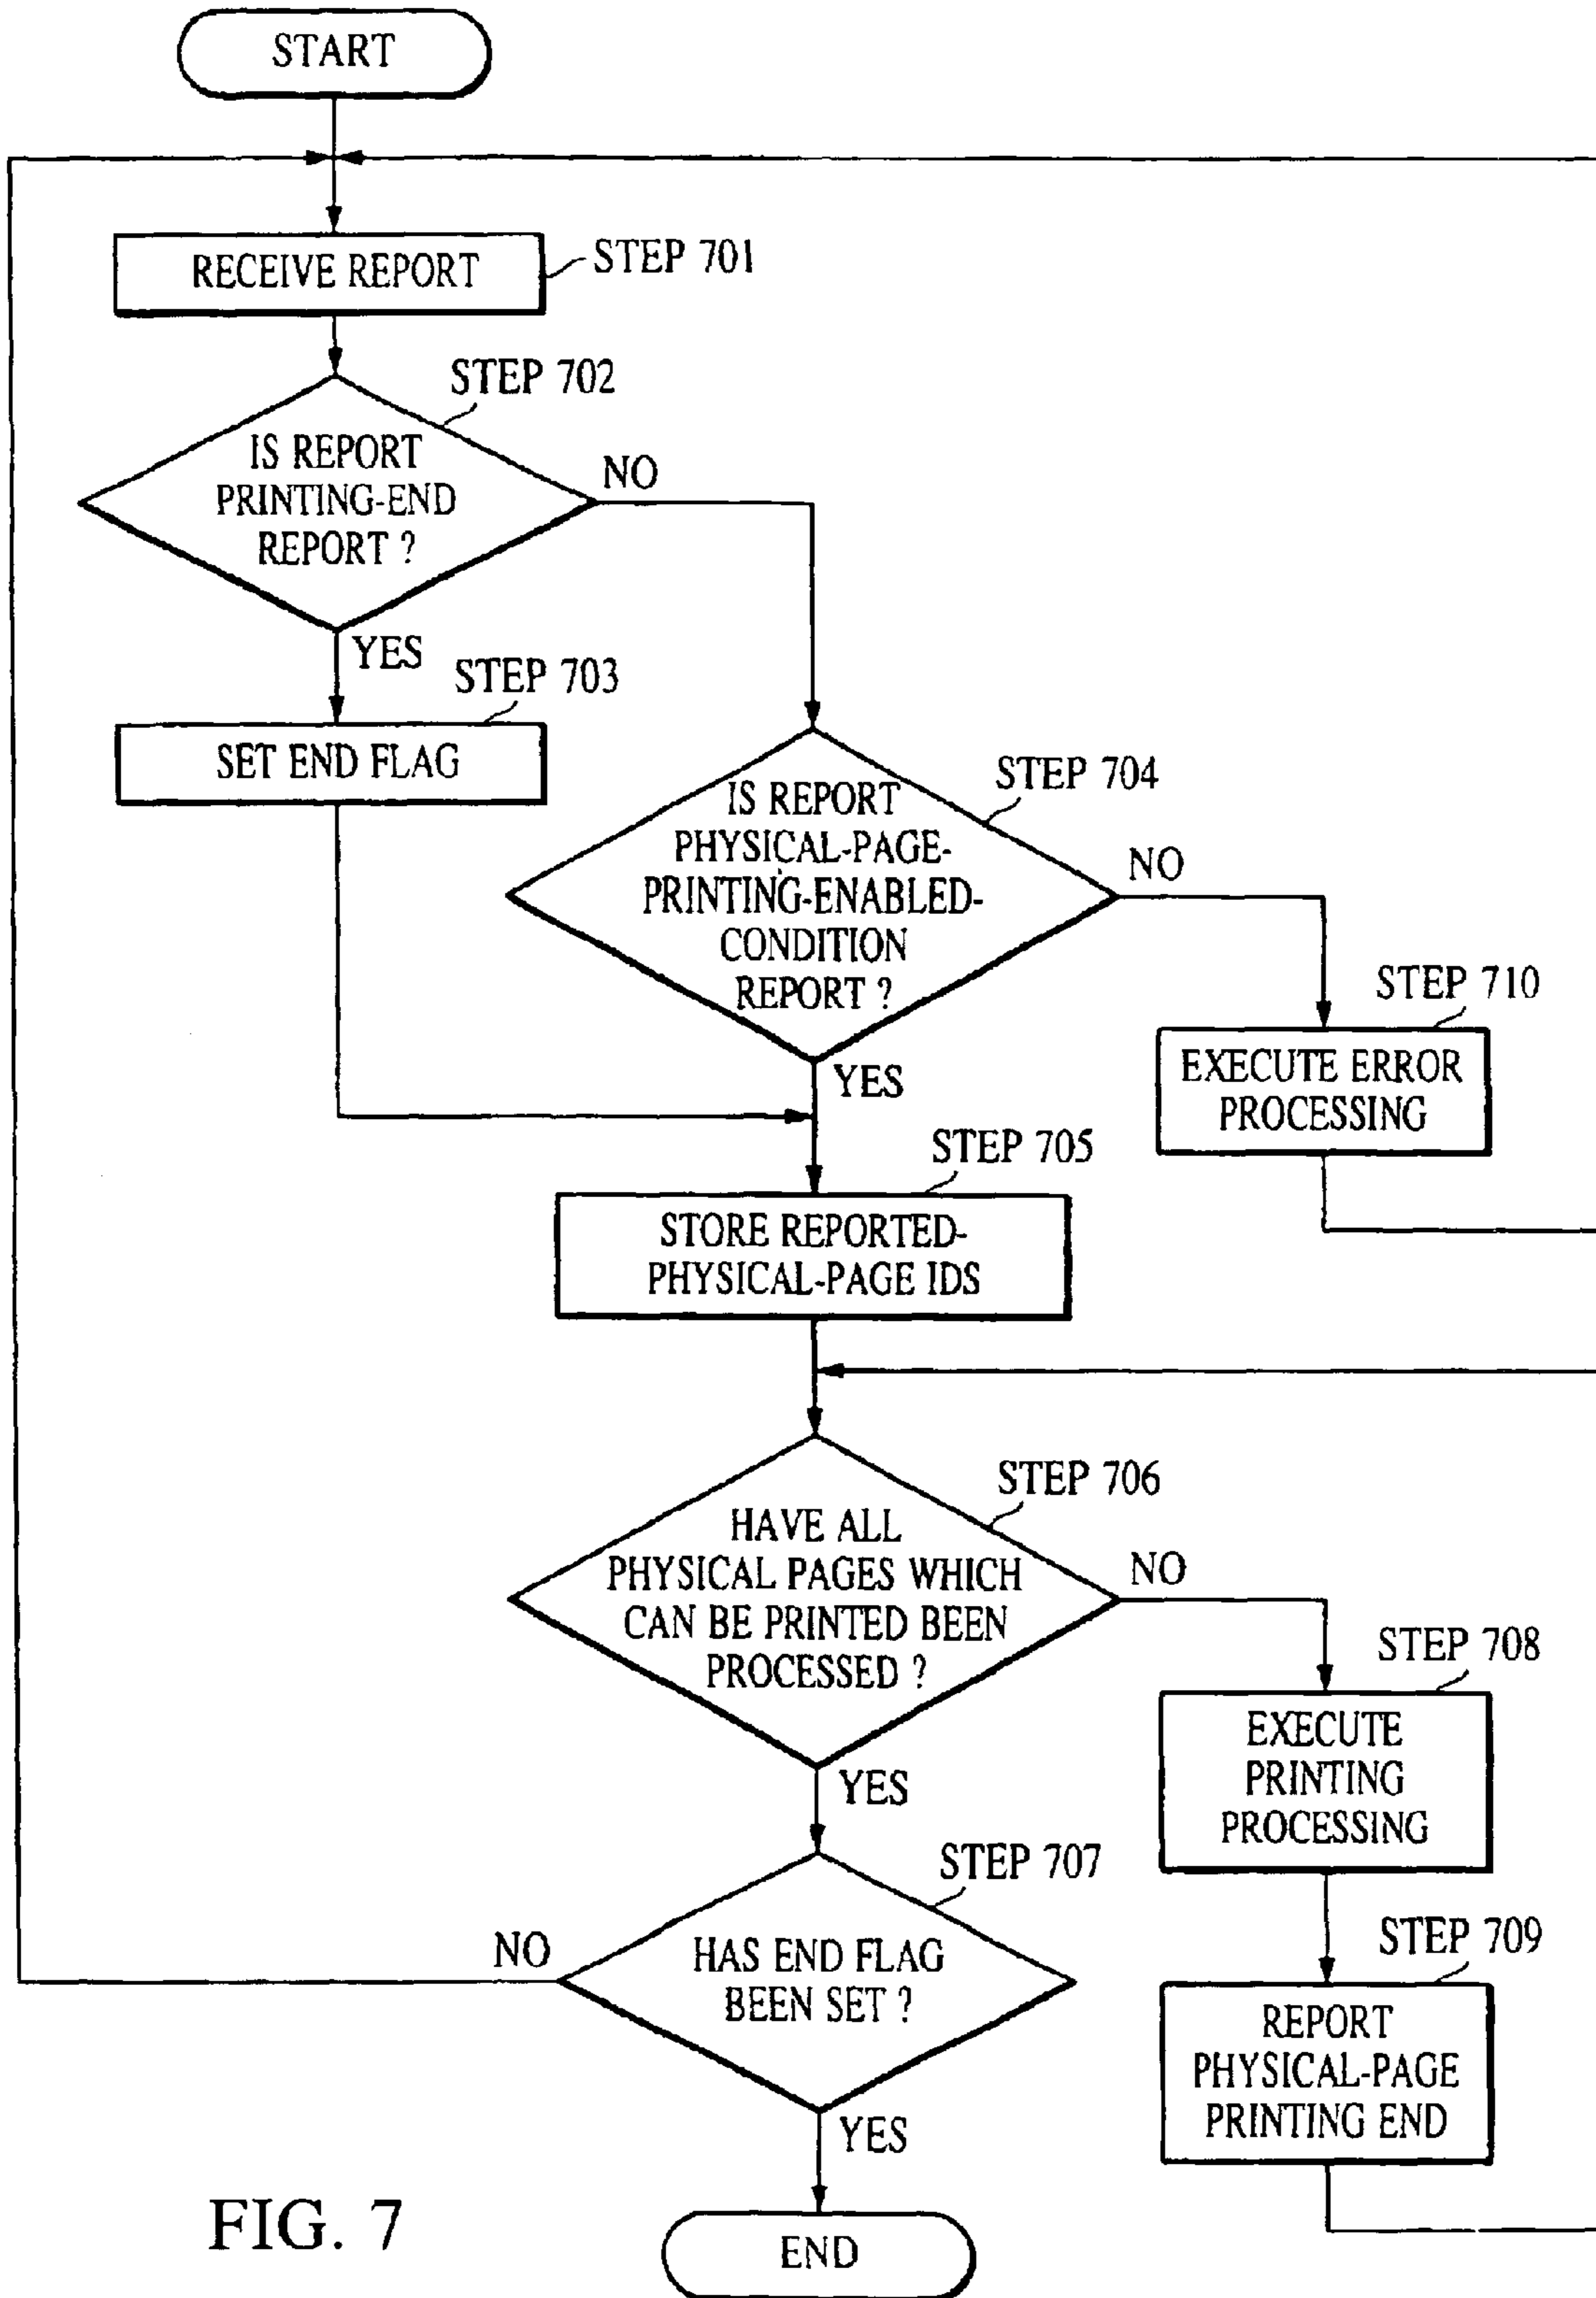 START
RECEIVE REPORT
STEP 701
STEP 702
IS REPORT
PRINTING-END
REPORT ?
NO
YES
STEP 703
SET END FLAG
STEP 704
IS REPORT
PHYSICAL-PAGE-
PRINTING-ENABLED-
CONDITION
REPORT ?
NO
YES
STEP 710
EXECUTE ERROR
PROCESSING
STEP 705
STORE REPORTED-
PHYSICAL-PAGE IDS
STEP 706
HAVE ALL
PHYSICAL PAGES WHICH
CAN BE PRINTED BEEN
PROCESSED ?
NO
YES
STEP 708
EXECUTE
PRINTING
PROCESSING
STEP 707
HAS END FLAG
BEEN SET ?
NO
YES
STEP 709
REPORT
PHYSICAL-PAGE
PRINTING END
END
FIG. 7